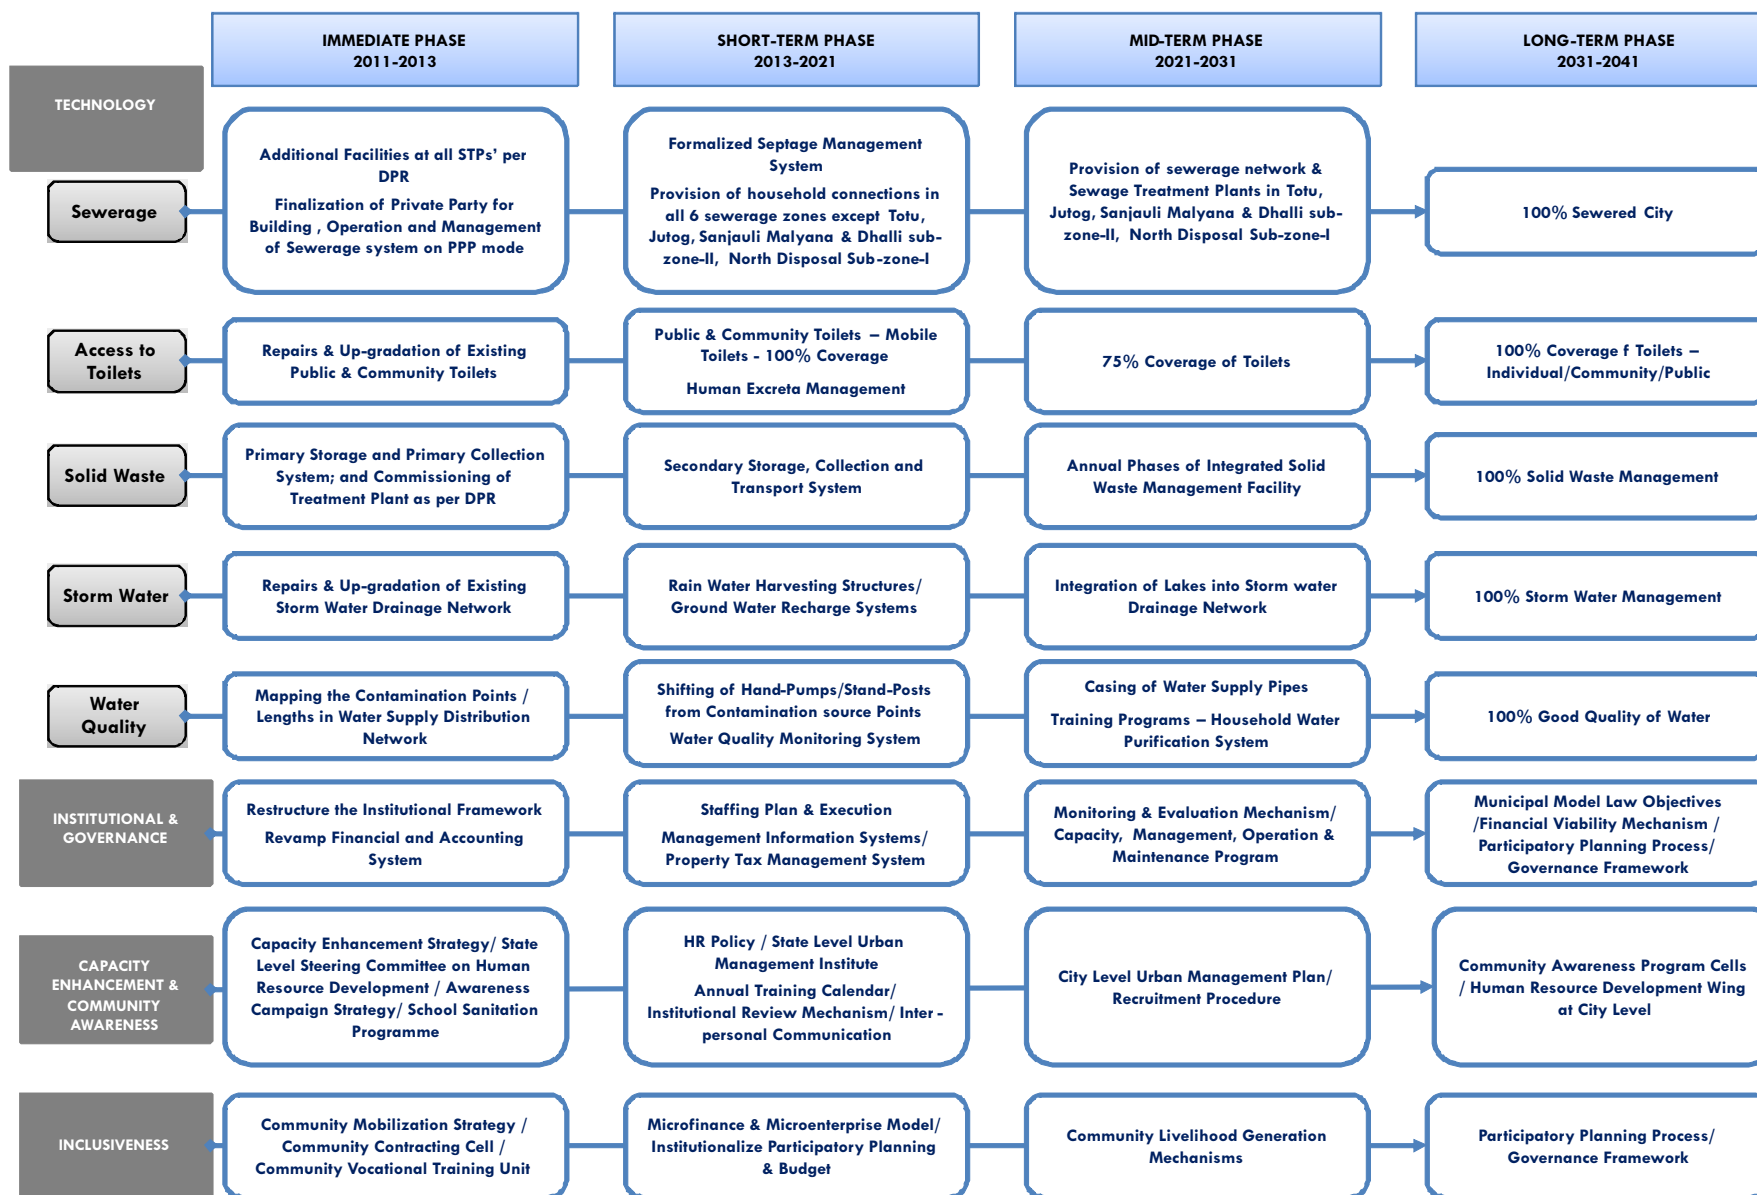 IMMEDIATE PHASE
2011-2013
SHORT-TERM PHASE
2013-2021
MID-TERM PHASE
2021-2031
LONG-TERM PHASE
2031-2041
TECHNOLOGY
Sewerage
Additional Facilities at all STPs’ per
DPR
Finalization of Private Party for
Building , Operation and Management
of Sewerage system on PPP mode
Formalized Septage Management
System
Provision of household connections in
all 6 sewerage zones except Totu,
Jutog, Sanjauli Malyana & Dhalli sub-
zone-II, North Disposal Sub-zone-I
Provision of sewerage network &
Sewage Treatment Plants in Totu,
Jutog, Sanjauli Malyana & Dhalli sub-
zone-II, North Disposal Sub-zone-I
100% Sewered City
Access to
Toilets
Repairs & Up-gradation of Existing
Public & Community Toilets
Public & Community Toilets – Mobile
Toilets - 100% Coverage
Human Excreta Management
75% Coverage of Toilets
100% Coverage f Toilets –
Individual/Community/Public
Solid Waste
Primary Storage and Primary Collection
System; and Commissioning of
Treatment Plant as per DPR
Secondary Storage, Collection and
Transport System
Annual Phases of Integrated Solid
Waste Management Facility
100% Solid Waste Management
Storm Water
Repairs & Up-gradation of Existing
Storm Water Drainage Network
Rain Water Harvesting Structures/
Ground Water Recharge Systems
Integration of Lakes into Storm water
Drainage Network
100% Storm Water Management
Water
Quality
Mapping the Contamination Points /
Lengths in Water Supply Distribution
Network
Shifting of Hand-Pumps/Stand-Posts
from Contamination source Points
Water Quality Monitoring System
Casing of Water Supply Pipes
Training Programs – Household Water
Purification System
100% Good Quality of Water
INSTITUTIONAL &
GOVERNANCE
Restructure the Institutional Framework
Revamp Financial and Accounting
System
Staffing Plan & Execution
Management Information Systems/
Property Tax Management System
Monitoring & Evaluation Mechanism/
Capacity, Management, Operation &
Maintenance Program
Municipal Model Law Objectives
/Financial Viability Mechanism /
Participatory Planning Process/
Governance Framework
CAPACITY
ENHANCEMENT &
COMMUNITY
AWARENESS
Capacity Enhancement Strategy/ State
Level Steering Committee on Human
Resource Development / Awareness
Campaign Strategy/ School Sanitation
Programme
HR Policy / State Level Urban
Management Institute
Annual Training Calendar/
Institutional Review Mechanism/ Inter -
personal Communication
City Level Urban Management Plan/
Recruitment Procedure
Community Awareness Program Cells
/ Human Resource Development Wing
at City Level
INCLUSIVENESS
Community Mobilization Strategy /
Community Contracting Cell /
Community Vocational Training Unit
Microfinance & Microenterprise Model/
Institutionalize Participatory Planning
& Budget
Community Livelihood Generation
Mechanisms
Participatory Planning Process/
Governance Framework